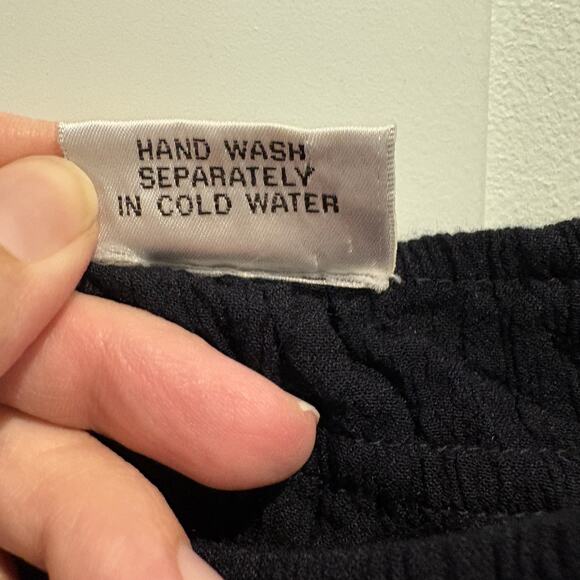 HAND WASH
SEPARATELY
IN COLD WATER